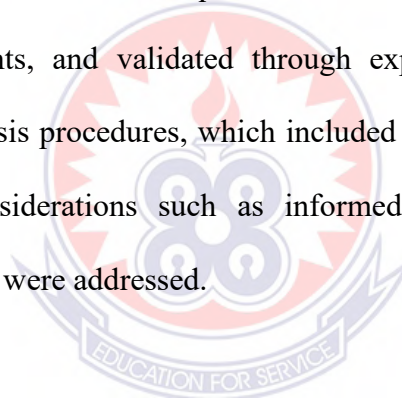 nts, and validated through exp
sis procedures, which included
siderations such as informed
were addressed.
EDUCATION FOR SERVICE